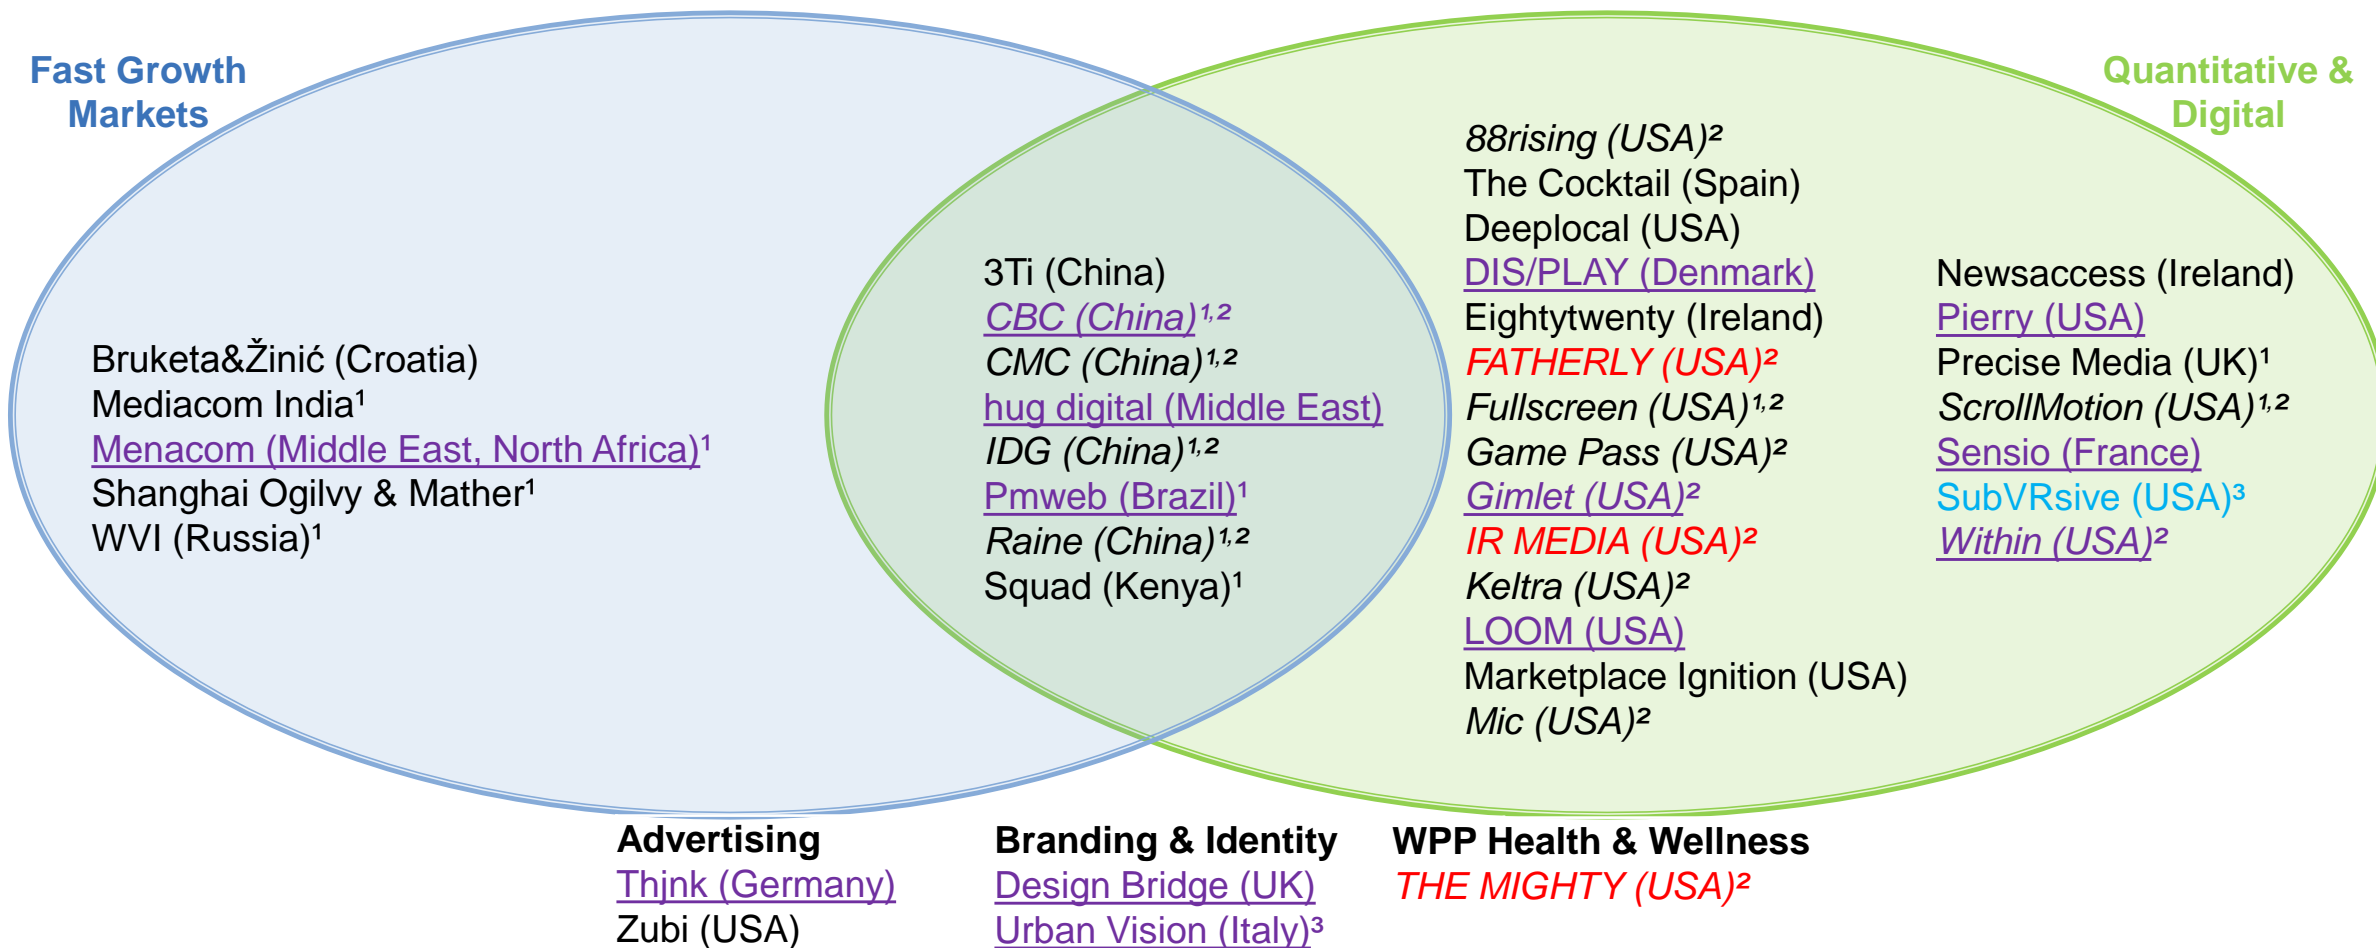 Fast Growth
Markets
Quantitative &
Digital
Bruketa&Žinić (Croatia)
Mediacom India¹
Menacom (Middle East, North Africa)¹
Shanghai Ogilvy & Mather¹
WVI (Russia)¹
3Ti (China)
CBC (China)¹,²
CMC (China)¹,²
hug digital (Middle East)
IDG (China)¹,²
Pmweb (Brazil)¹
Raine (China)¹,²
Squad (Kenya)¹
88rising (USA)²
The Cocktail (Spain)
Deeplocal (USA)
DIS/PLAY (Denmark)
Eightytwenty (Ireland)
FATHERLY (USA)²
Fullscreen (USA)¹,²
Game Pass (USA)²
Gimlet (USA)²
IR MEDIA (USA)²
Keltra (USA)²
LOOM (USA)
Marketplace Ignition (USA)
Mic (USA)²
Newsaccess (Ireland)
Pierry (USA)
Precise Media (UK)¹
ScrollMotion (USA)¹,²
Sensio (France)
SubVRsive (USA)³
Within (USA)²
Advertising
Thjnk (Germany)
Zubi (USA)
Branding & Identity
Design Bridge (UK)
Urban Vision (Italy)³
WPP Health & Wellness
THE MIGHTY (USA)²